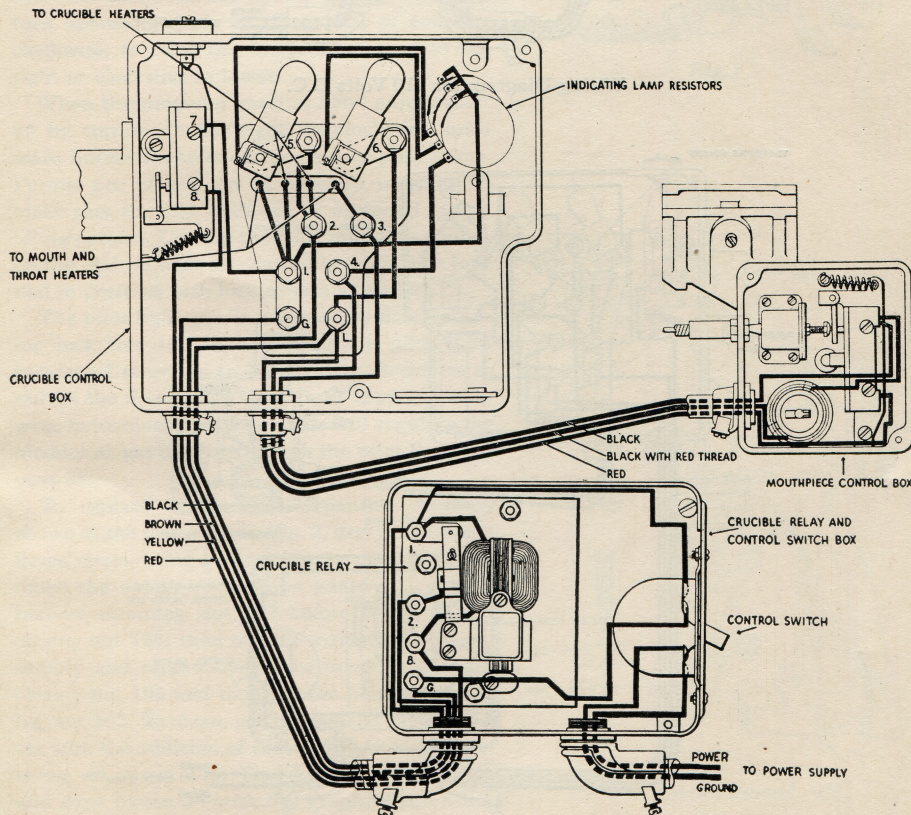 TO CRUCIBLE HEATERS
INDICATING LAMP RESISTORS
7.
8.
5.
6.
2.
3.
1.
4.
G.
TO MOUTH AND
THROAT HEATERS
CRUCIBLE CONTROL
BOX
BLACK
BLACK WITH RED THREAD
RED
MOUTHPIECE CONTROL BOX
BLACK
BROWN
YELLOW
RED
CRUCIBLE RELAY
1.
2.
8.
G.
CRUCIBLE RELAY AND
CONTROL SWITCH BOX
CONTROL SWITCH
POWER
GROUND
TO POWER SUPPLY